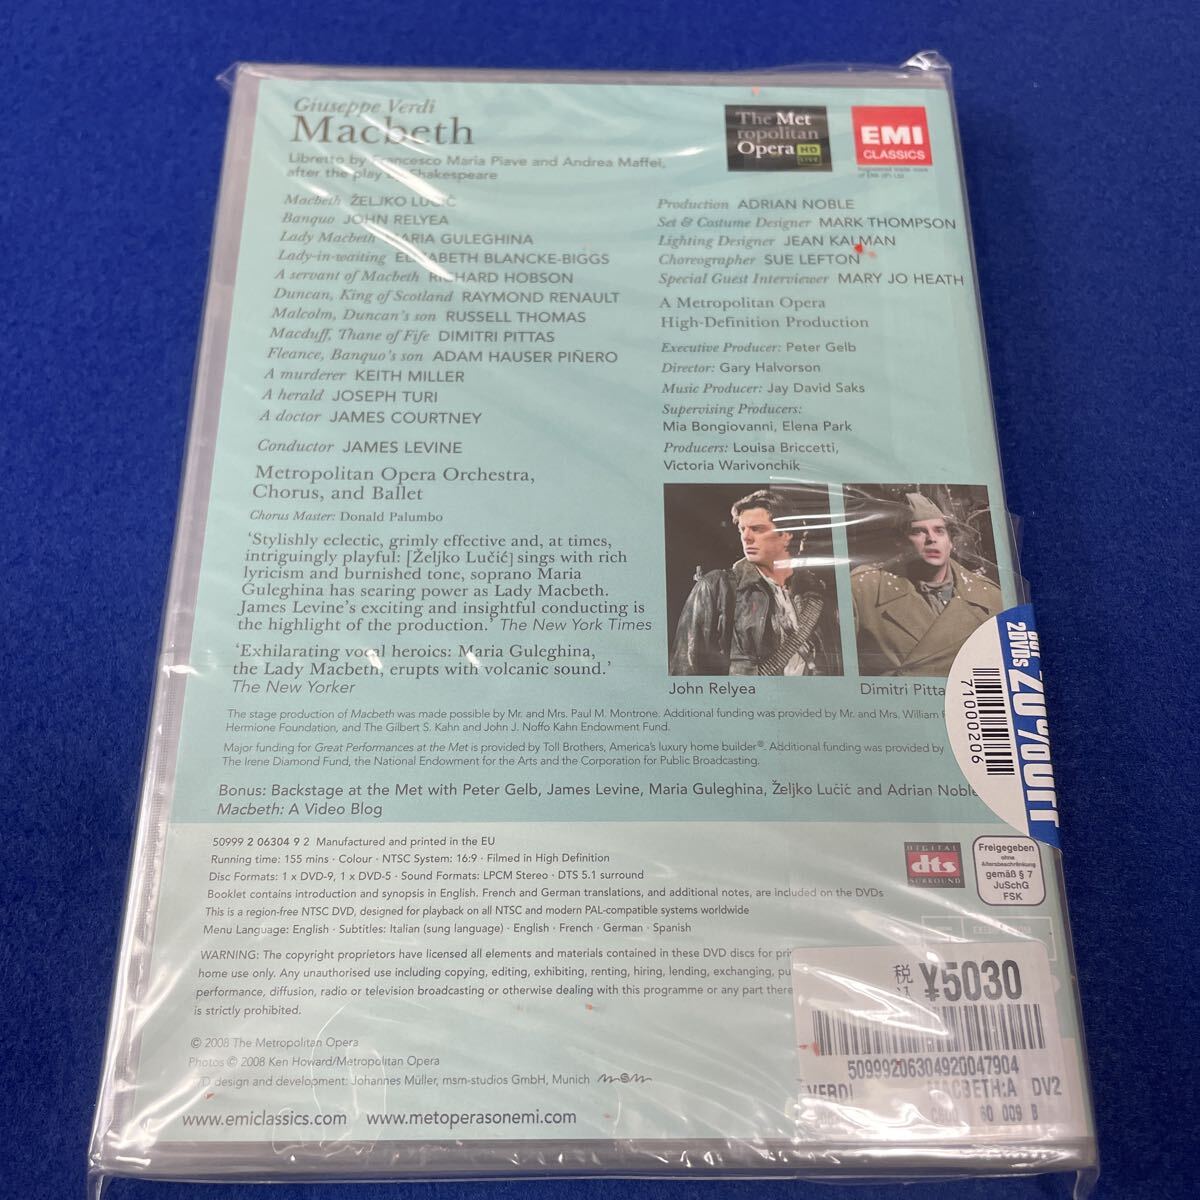 Giuseppe Verdi
Macbeth
Libretto by Francesco Maria Piave and Andrea Maffei,
after the play by Shakespeare
The Met
ropolitan
Opera HD
LIVE
EMI
CLASSICS
Registered trade mark
of EMI (IP) Ltd
Macbeth ŽELJKO LUČIĆ
Banquo JOHN RELYEA
Lady Macbeth MARIA GULEGHINA
Lady-in-waiting ELIZABETH BLANCKE-BIGGS
A servant of Macbeth RICHARD HOBSON
Duncan, King of Scotland RAYMOND RENAULT
Malcolm, Duncan's son RUSSELL THOMAS
Macduff, Thane of Fife DIMITRI PITTAS
Fleance, Banquo's son ADAM HAUSER PIÑERO
A murderer KEITH MILLER
A herald JOSEPH TURI
A doctor JAMES COURTNEY
Conductor JAMES LEVINE
Metropolitan Opera Orchestra,
Chorus, and Ballet
Chorus Master: Donald Palumbo
Production ADRIAN NOBLE
Set & Costume Designer MARK THOMPSON
Lighting Designer JEAN KALMAN
Choreographer SUE LEFTON
Special Guest Interviewer MARY JO HEATH
A Metropolitan Opera
High-Definition Production
Executive Producer: Peter Gelb
Director: Gary Halvorson
Music Producer: Jay David Saks
Supervising Producers:
Mia Bongiovanni, Elena Park
Producers: Louisa Briccetti,
Victoria Warivonchik
'Stylishly eclectic, grimly effective and, at times,
intriguingly playful: [Željko Lučić] sings with rich
lyricism and burnished tone, soprano Maria
Guleghina has searing power as Lady Macbeth.
James Levine's exciting and insightful conducting is
the highlight of the production.' The New York Times
'Exhilarating vocal heroics: Maria Guleghina,
the Lady Macbeth, erupts with volcanic sound.'
The New Yorker
John Relyea
Dimitri Pitta
2DVDs
20%OFF
71000206
The stage production of Macbeth was made possible by Mr. and Mrs. Paul M. Montrone. Additional funding was provided by Mr. and Mrs. William
Hermione Foundation, and The Gilbert S. Kahn and John J. Noffo Kahn Endowment Fund.
Major funding for Great Performances at the Met is provided by Toll Brothers, America's luxury home builder®. Additional funding was provided by
The Irene Diamond Fund, the National Endowment for the Arts and the Corporation for Public Broadcasting.
Bonus: Backstage at the Met with Peter Gelb, James Levine, Maria Guleghina, Željko Lučić and Adrian Noble
Macbeth: A Video Blog
50999 2 06304 9 2 Manufactured and printed in the EU
Running time: 155 mins · Colour · NTSC System: 16:9 · Filmed in High Definition
Disc Formats: 1 x DVD-9, 1 x DVD-5 · Sound Formats: LPCM Stereo · DTS 5.1 surround
Booklet contains introduction and synopsis in English. French and German translations, and additional notes, are included on the DVDs
This is a region-free NTSC DVD, designed for playback on all NTSC and modern PAL-compatible systems worldwide
Menu Language: English · Subtitles: Italian (sung language) · English · French · German · Spanish
DIGITAL
dts
SURROUND
Freigegeben
ohne
Altersbeschränkung
gemäß § 7
JuSchG
FSK
WARNING: The copyright proprietors have licensed all elements and materials contained in these DVD discs for
home use only. Any unauthorised use including copying, editing, exhibiting, renting, hiring, lending, exchanging,
performance, diffusion, radio or television broadcasting or otherwise dealing with this programme or any part
is strictly prohibited.
© 2008 The Metropolitan Opera
Photos © 2008 Ken Howard/Metropolitan Opera
design and development: Johannes Müller, msm-studios GmbH, Munich msm
www.emiclassics.com www.metoperasonemi.com
税込 ¥5030
50999206304920047904
VERDI MACBETH:A DV2
60 009 B